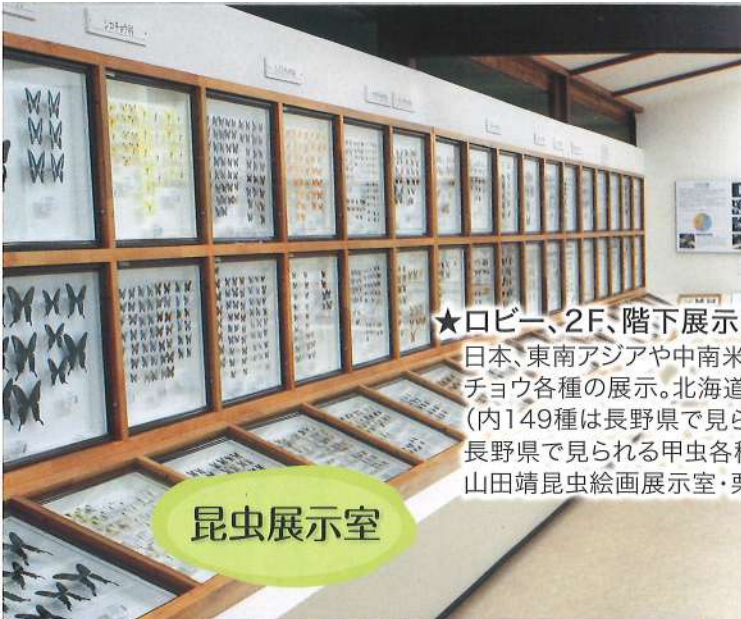 ★ロビー、2F、階下展示
日本、東南アジアや中南米
チョウ各種の展示。北海道
(内149種は長野県で見ら
長野県で見られる甲虫各種
山田靖昆虫絵画展示室・栗
昆虫展示室